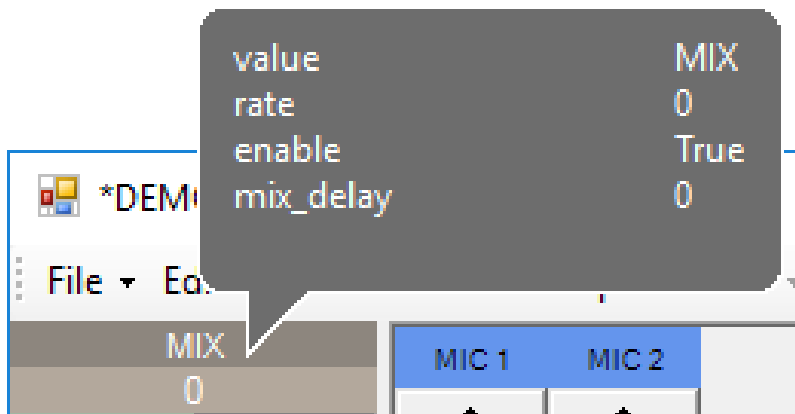 value MIX
rate 0
enable True
mix_delay 0
*DEM
File
MIX
0
MIC 1 MIC 2